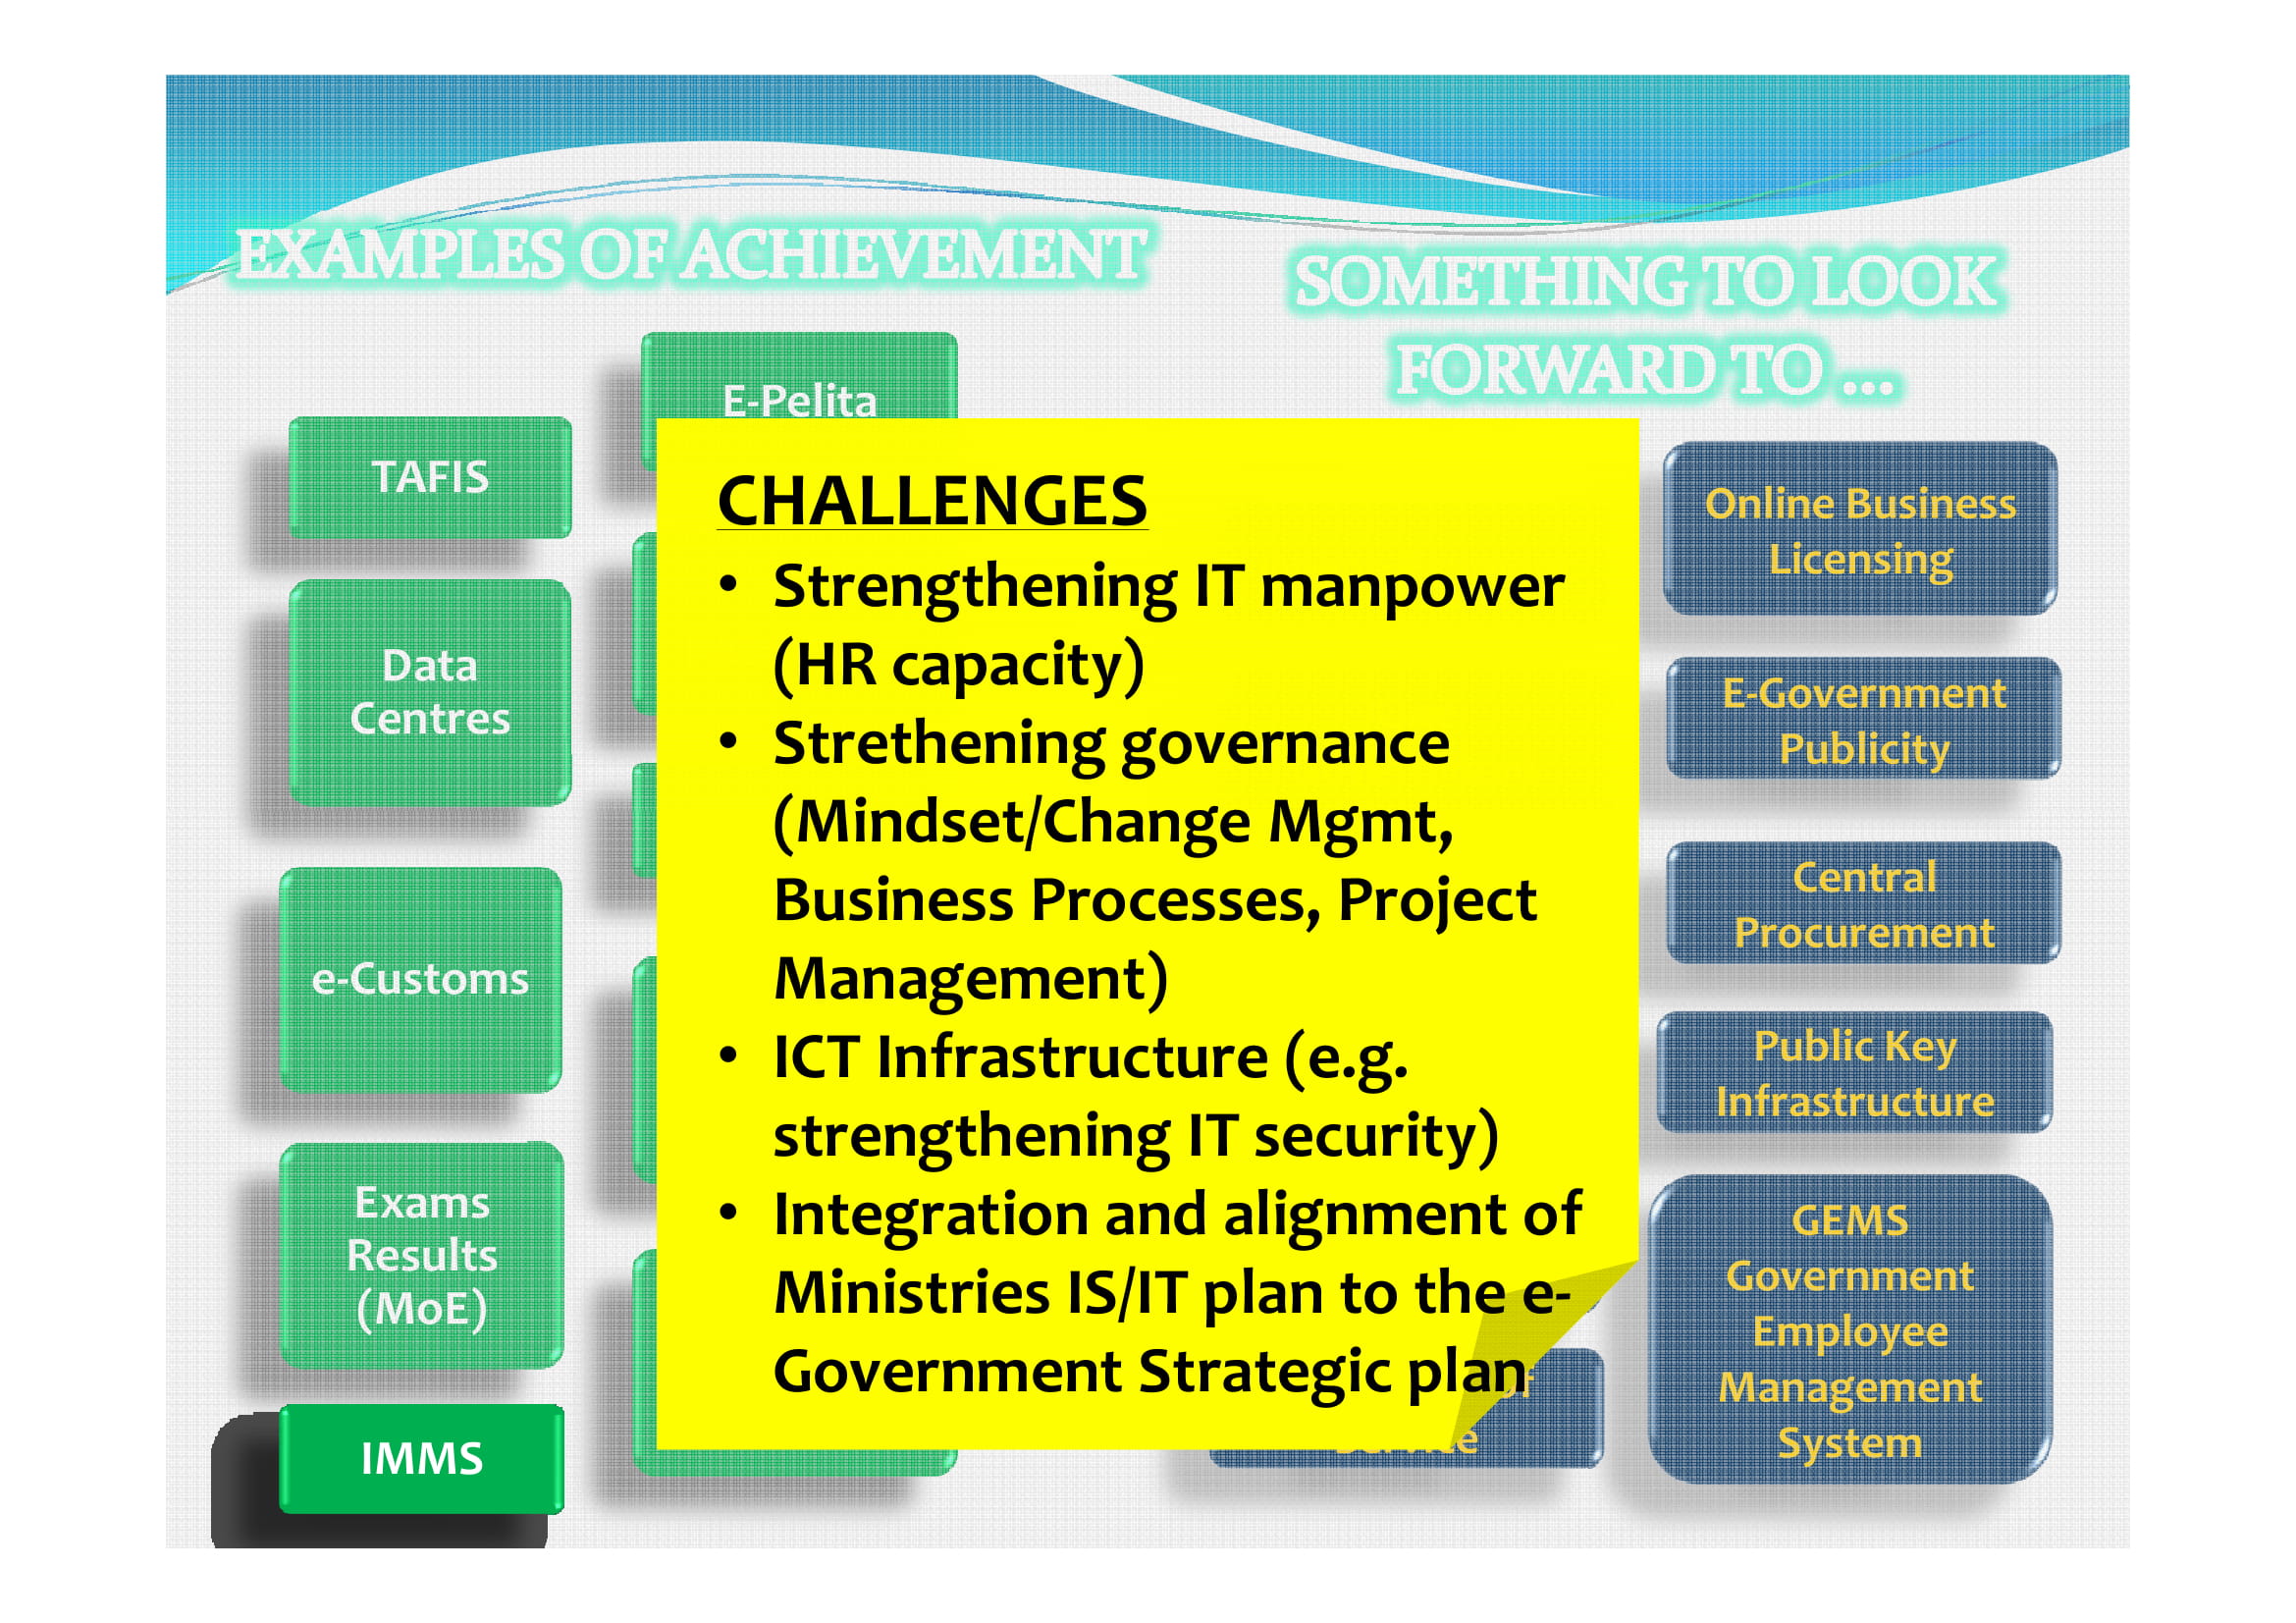 EXAMPLES OF ACHIEVEMENT
SOMETHING TO LOOK
FORWARD TO ...
E-Pelita
TAFIS
Data
Centres
e-Customs
Exams
Results
(MoE)
IMMS
CHALLENGES
• Strengthening IT manpower
(HR capacity)
• Strethening governance
(Mindset/Change Mgmt,
Business Processes, Project
Management)
• ICT Infrastructure (e.g.
strengthening IT security)
• Integration and alignment of
Ministries IS/IT plan to the e-
Government Strategic plan
Online Business
Licensing
E-Government
Publicity
Central
Procurement
Public Key
Infrastructure
GEMS
Government
Employee
Management
System